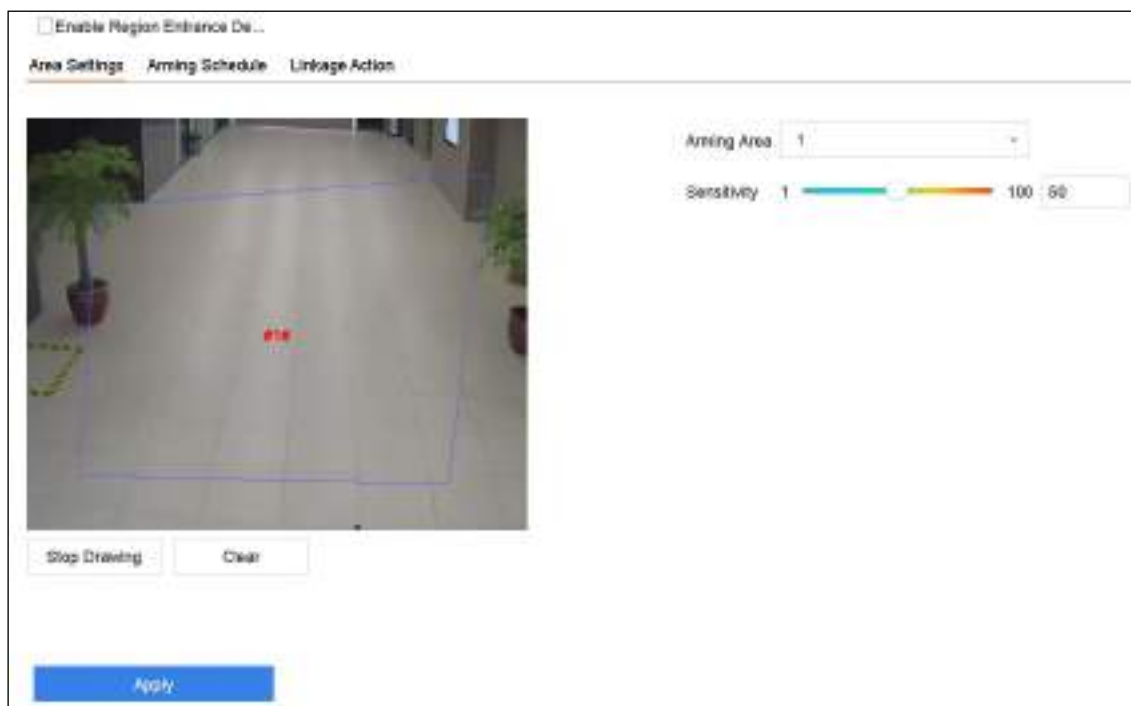 Enable Region Entrance De...
Area Settings Arming Schedule Linkage Action
Arming Area 1
Sensitivity 1 100 50
#1#
Stop Drawing Clear
Apply